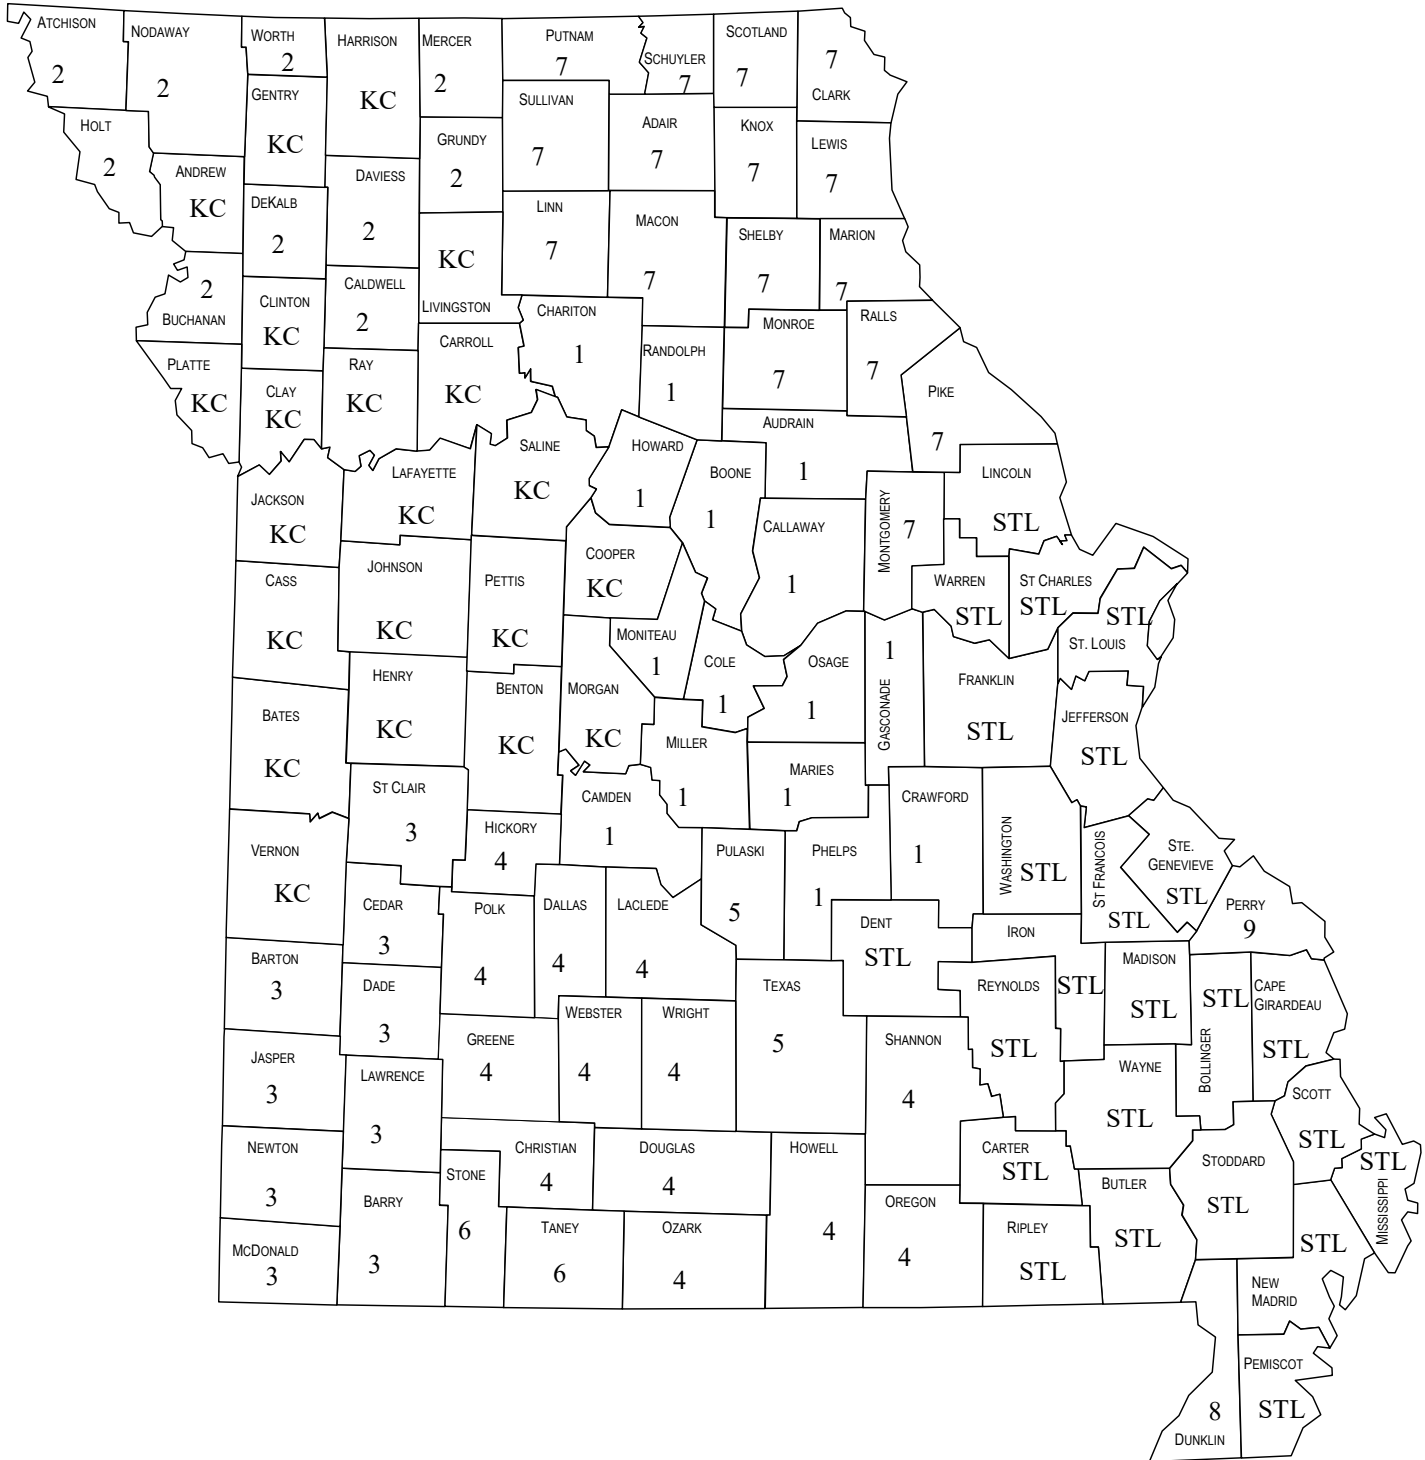 ATCHISON
2
NODAWAY
2
WORTH
2
HARRISON
KC
MERCER
2
PUTNAM
7
SCHUYLER
7
SCOTLAND
7
7
CLARK
HOLT
2
ANDREW
KC
GENTRY
KC
DEKALB
2
DAVIESS
2
GRUNDY
2
SULLIVAN
7
ADAIR
7
KNOX
7
LEWIS
7
2
BUCHANAN
CLINTON
KC
CALDWELL
2
KC
LIVINGSTON
LINN
7
MACON
7
SHELBY
7
MARION
7
PLATTE
KC
CLAY
KC
RAY
KC
CARROLL
KC
CHARITON
1
RANDOLPH
1
MONROE
7
RALLS
7
PIKE
7
JACKSON
KC
LAFAYETTE
KC
SALINE
KC
HOWARD
1
BOONE
1
AUDRAIN
1
CALLAWAY
1
MONTGOMERY
7
LINCOLN
STL
CASS
KC
JOHNSON
KC
PETTIS
KC
COOPER
KC
MONITEAU
1
COLE
1
OSAGE
1
GASCONADE
1
WARREN
STL
ST CHARLES
STL
STL
ST. LOUIS
BATES
KC
HENRY
KC
BENTON
KC
MORGAN
KC
MILLER
1
MARIES
1
FRANKLIN
STL
JEFFERSON
STL
VERNON
KC
ST CLAIR
3
HICKORY
4
CAMDEN
1
PULASKI
5
PHELPS
1
CRAWFORD
1
WASHINGTON
STL
ST FRANCOIS
STL
STE.
GENEVIEVE
STL
PERRY
9
BARTON
3
CEDAR
3
DADE
3
POLK
4
DALLAS
4
LACLEDE
4
TEXAS
5
DENT
STL
IRON
STL
REYNOLDS
STL
MADISON
STL
STL
BOLLINGER
CAPE
GIRARDEAU
STL
JASPER
3
LAWRENCE
3
GREENE
4
WEBSTER
4
WRIGHT
4
SHANNON
4
WAYNE
STL
SCOTT
STL
NEWTON
3
BARRY
3
STONE
6
CHRISTIAN
4
DOUGLAS
4
HOWELL
4
CARTER
STL
BUTLER
STL
STODDARD
STL
STL
MISSISSIPPI
MCDONALD
3
TANEY
6
OZARK
4
OREGON
4
RIPLEY
STL
STL
NEW
MADRID
8
DUNKLIN
PEMISCOT
STL